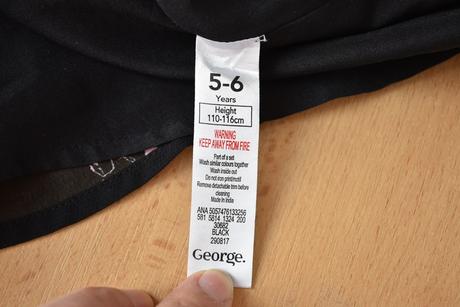 5-6
Years
Height
110-116cm
WARNING
KEEP AWAY FROM FIRE
Part of a set
Wash similar colours together
Wash inside out
Do not iron print/motif
Remove detachable trim before
cleaning
Made in India
ANA 5057476133256
581 5814 1324 200
30682
BLACK
290817
George.